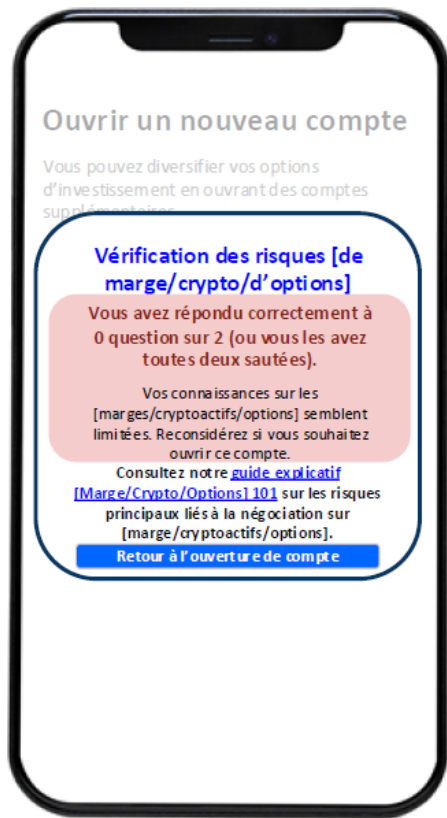 Ouvrir un nouveau compte
Vous pouvez diversifier vos options
d'investissement en ouvrant des comptes
supplémentaires
Vérification des risques [de
marge/crypto/d'options]
Vous avez répondu correctement à
0 question sur 2 (ou vous les avez
toutes deux sautées).
Vos connaissances sur les
[marges/cryptoactifs/options] semblent
limitées. Reconsidérez si vous souhaitez
ouvrir ce compte.
Consultez notre guide explicatif
[Marge/Crypto/Options] 101 sur les risques
principaux liés à la négociation sur
[marge/cryptoactifs/options].
Retour à l'ouverture de compte